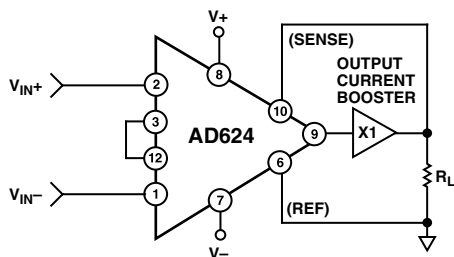 V+
(SENSE)
OUTPUT
CURRENT
BOOSTER
8
VIN+
2
10
3
AD624
9
X1
12
6
RL
VIN–
1
7
(REF)
V–